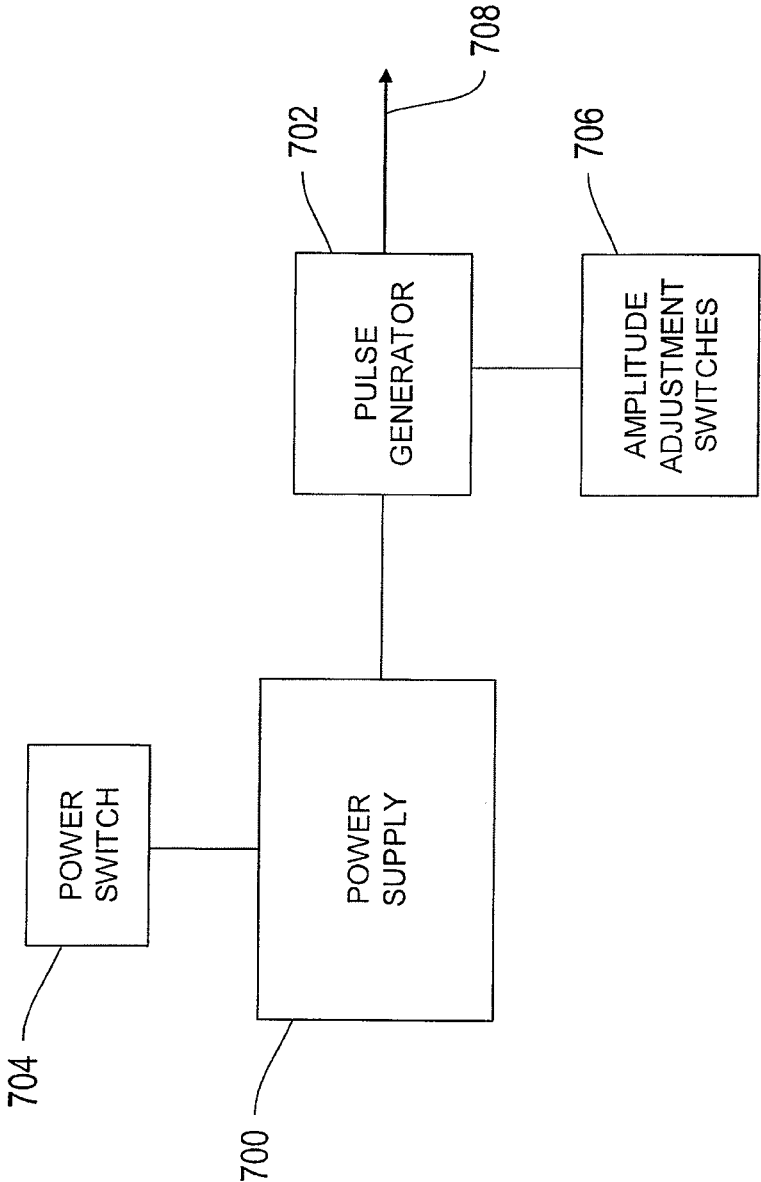 704
POWER
SWITCH
700
POWER
SUPPLY
702
PULSE
GENERATOR
708
706
AMPLITUDE
ADJUSTMENT
SWITCHES